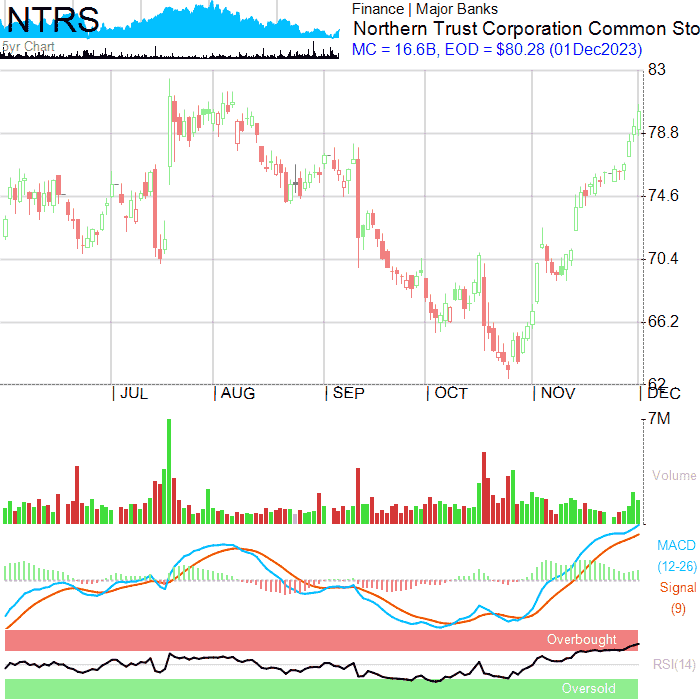 NTRS
5yr Chart
Finance | Major Banks
Northern Trust Corporation Common Sto
MC = 16.6B, EOD = $80.28 (01Dec2023)
83
78.8
74.6
70.4
66.2
62
JUL AUG SEP OCT NOV DEC
7M
Volume
MACD
(12-26)
Signal
(9)
Overbought
RSI(14)
Oversold